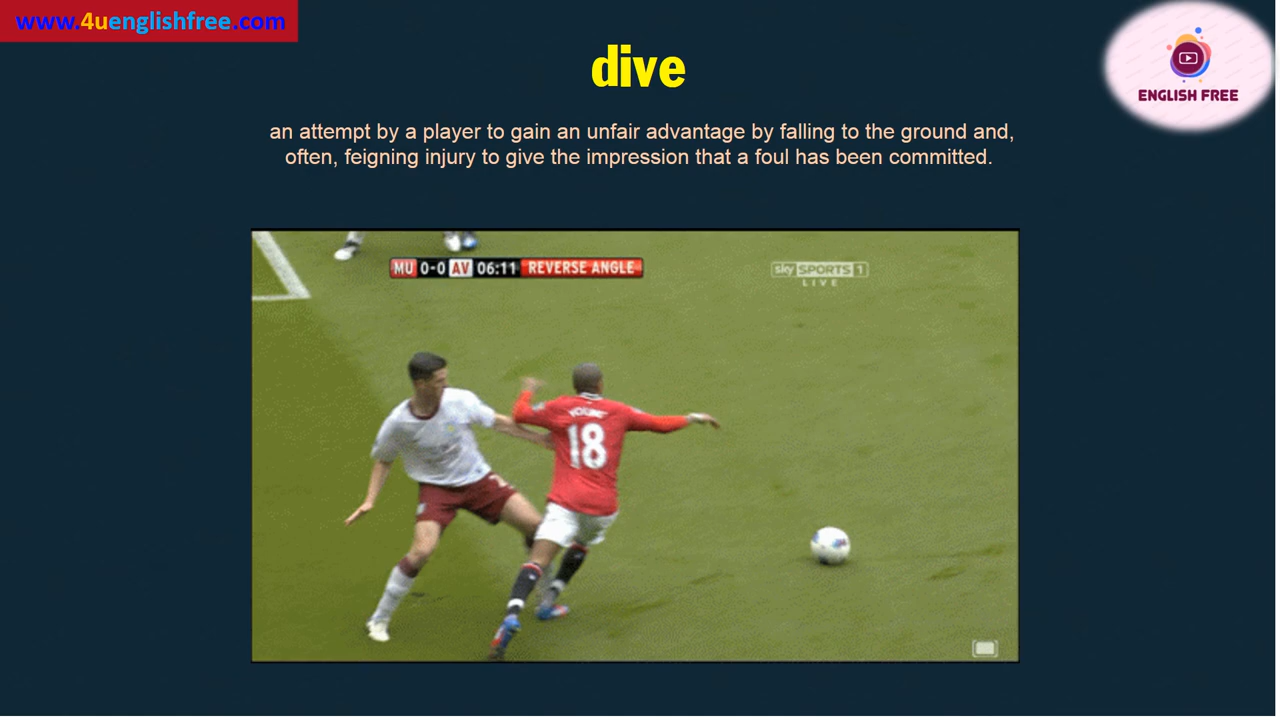 www.4uenglishfree.com
dive
ENGLISH FREE
an attempt by a player to gain an unfair advantage by falling to the ground and,
often, feigning injury to give the impression that a foul has been committed.
MU 0-0 AV 06:11 REVERSE ANGLE
sky SPORTS 1
LIVE
YOUNG
18